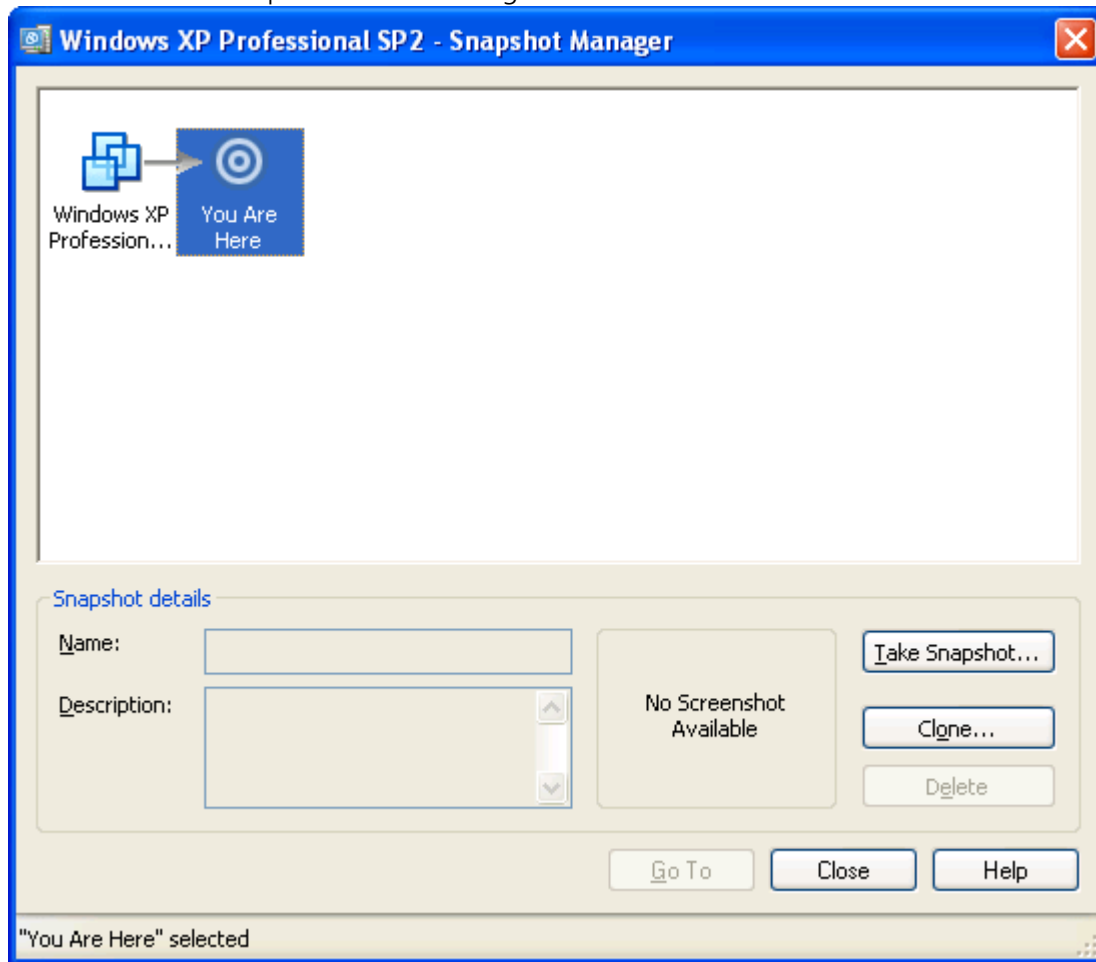 Windows XP Professional SP2 - Snapshot Manager
Windows XP
Profession...
You Are
Here
Snapshot details
Name:
Description:
No Screenshot
Available
Take Snapshot...
Clone...
Delete
Go To
Close
Help
"You Are Here" selected